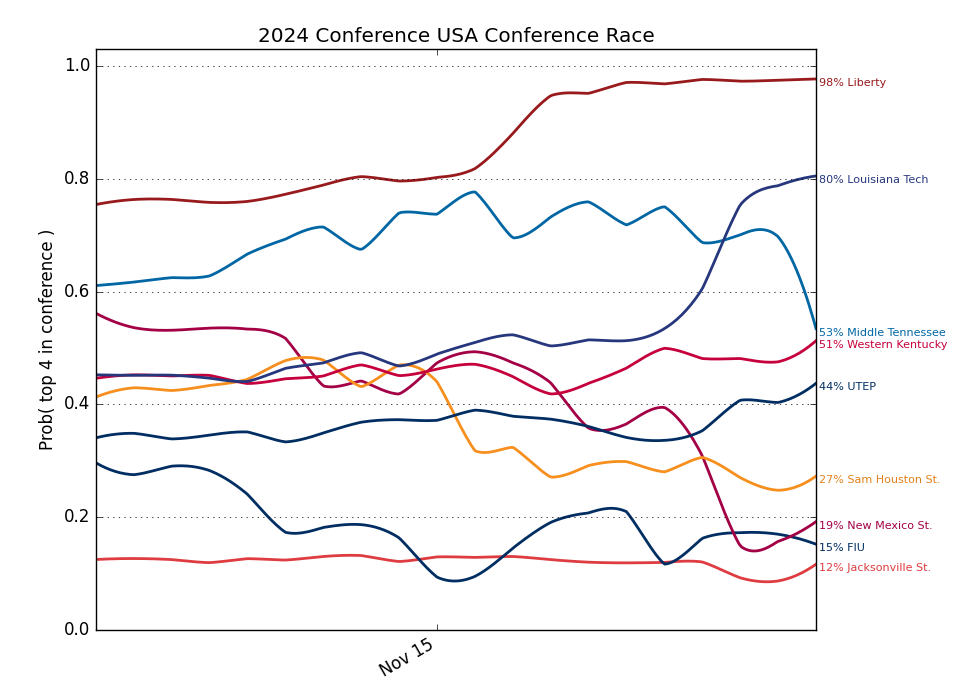 2024 Conference USA Conference Race
Prob( top 4 in conference )
1.0
0.8
0.6
0.4
0.2
0.0
Nov 15
98% Liberty
80% Louisiana Tech
53% Middle Tennessee
51% Western Kentucky
44% UTEP
27% Sam Houston St.
19% New Mexico St.
15% FIU
12% Jacksonville St.